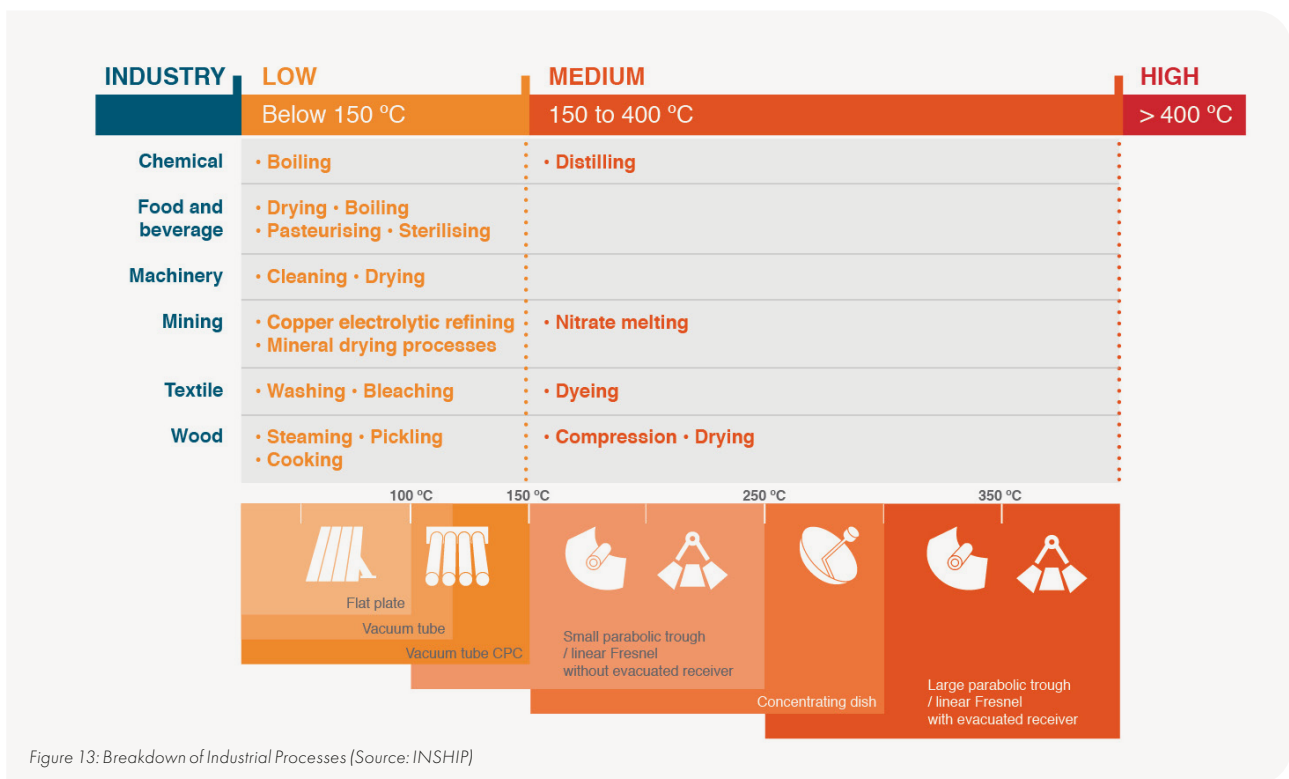 INDUSTRY LOW MEDIUM HIGH
Below 150 ºC 150 to 400 ºC > 400 ºC
Chemical • Boiling • Distilling
Food and beverage • Drying • Boiling
• Pasteurising • Sterilising
Machinery • Cleaning • Drying
Mining • Copper electrolytic refining • Nitrate melting
• Mineral drying processes
Textile • Washing • Bleaching • Dyeing
Wood • Steaming • Pickling • Compression • Drying
• Cooking
100 ºC 150 ºC 250 ºC 350 ºC
Flat plate
Vacuum tube
Vacuum tube CPC
Small parabolic trough
/ linear Fresnel
without evacuated receiver
Concentrating dish
Large parabolic trough
/ linear Fresnel
with evacuated receiver
Figure 13: Breakdown of Industrial Processes (Source: INSHIP)